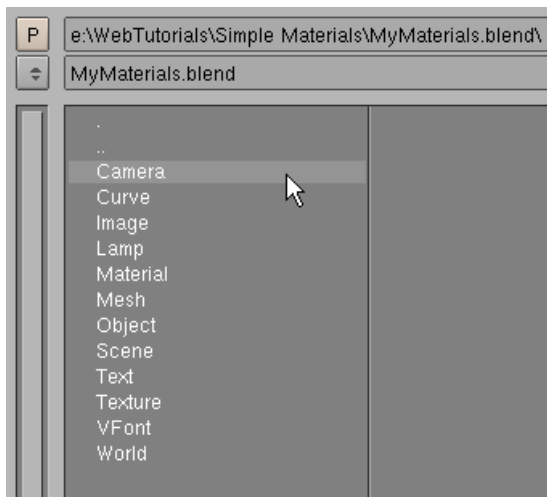 P
e:\WebTutorials\Simple Materials\MyMaterials.blend\
MyMaterials.blend
.
..
Camera
Curve
Image
Lamp
Material
Mesh
Object
Scene
Text
Texture
VFont
World